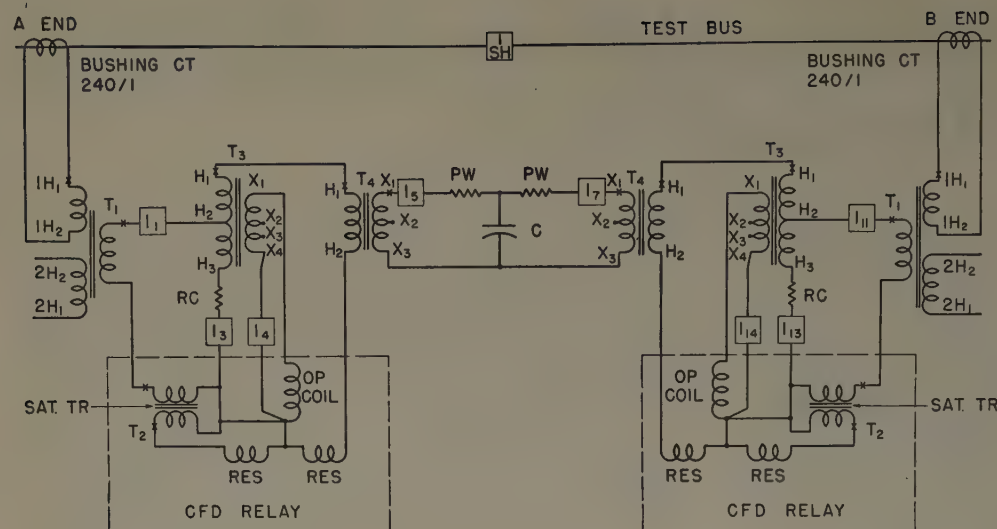 A END
TEST BUS
B END
I
SH
BUSHING CT
240/1
BUSHING CT
240/1
T3
T4
PW
PW
T4
T3
1H1
1H2
T1
I1
H1
H2
H3
X1
X2
X3
X4
H1
H2
X1
X2
X3
I5
C
I7
X1
X2
X3
H1
H2
X1
X2
X3
X4
H1
H2
H3
I11
T1
1H1
1H2
2H2
2H1
RC
I3
I4
I14
I13
RC
2H2
2H1
OP
COIL
OP
COIL
SAT. TR
T2
SAT. TR
T2
RES
RES
RES
RES
CFD RELAY
CFD RELAY